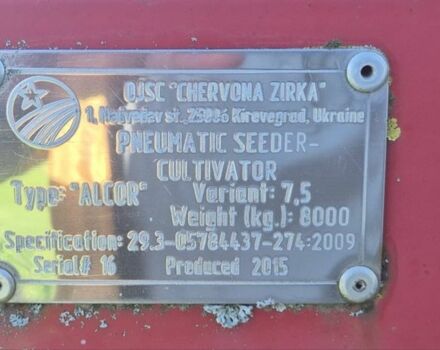 OJSC "CHERVONA ZIRKA"
1, Matveev st., 25006 Kirovograd, Ukraine
PNEUMATIC SEEDER-
CULTIVATOR
Type: "ALCOR" Variant: 7,5
Weight (kg.): 8000
Specification: 29.3-05784437-274:2009
Serial# 16 Produced 2015